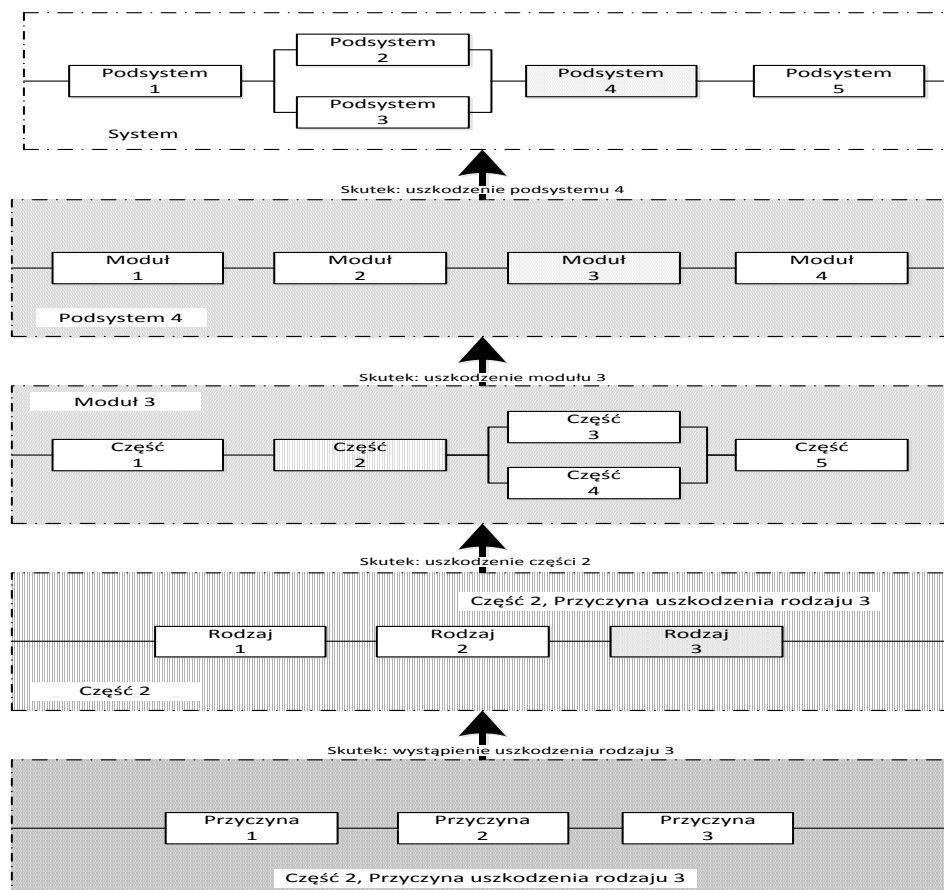 Podsystem
1
Podsystem
2
Podsystem
3
Podsystem
4
Podsystem
5
System
Skutek: uszkodzenie podsystemu 4
Moduł
1
Moduł
2
Moduł
3
Moduł
4
Podsystem 4
Skutek: uszkodzenie modułu 3
Moduł 3
Część
1
Część
2
Część
3
Część
4
Część
5
Skutek: uszkodzenie części 2
Część 2, Przyczyna uszkodzenia rodzaju 3
Rodzaj
1
Rodzaj
2
Rodzaj
3
Część 2
Skutek: wystąpienie uszkodzenia rodzaju 3
Przyczyna
1
Przyczyna
2
Przyczyna
3
Część 2, Przyczyna uszkodzenia rodzaju 3